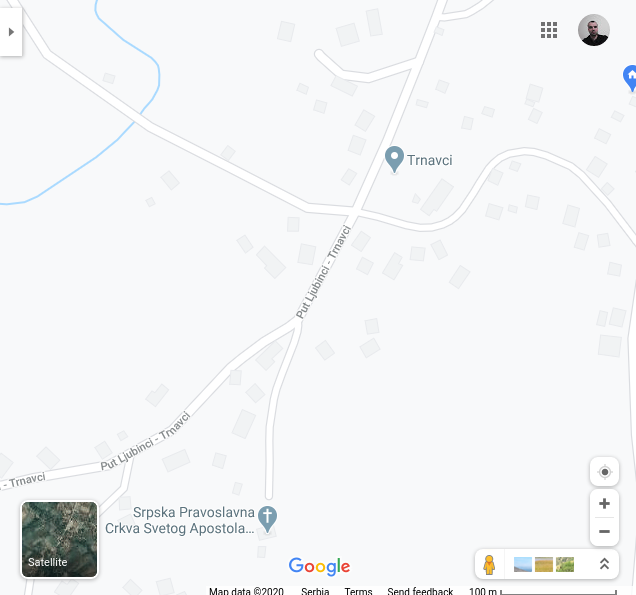 Trnavci
Put Ljubinci - Trnavci
Put Ljubinci - Trnavci
- Trnavci
Srpska Pravoslavna
Crkva Svetog Apostola...
Satellite
Google
Map data ©2020 Serbia Terms Send feedback 100 m